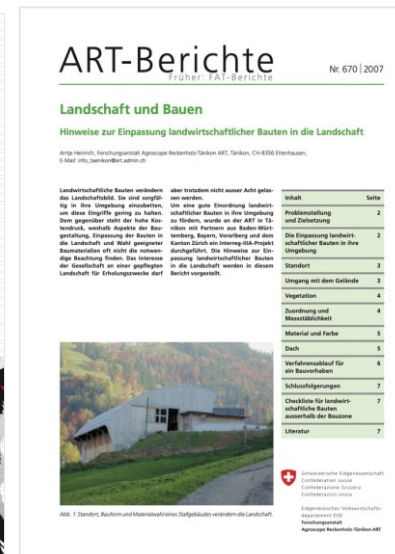 ART-Berichte
Früher: FAT-Berichte
Nr. 670 | 2007
Landschaft und Bauen
Hinweise zur Einpassung landwirtschaftlicher Bauten in die Landschaft
Antje Heinrich, Forschungsanstalt Agroscope Reckenholz-Tänikon ART, Tänikon, CH-8356 Ettenhausen,
E-Mail: info_taenikon@art.admin.ch
Landwirtschaftliche Bauten verändern
das Landschaftsbild. Sie sind sorgfäl-
tig in ihre Umgebung einzubetten,
um diese Eingriffe gering zu halten.
Dem gegenüber steht der hohe Kos-
tendruck, weshalb Aspekte der Bau-
gestaltung, Einpassung der Bauten in
die Landschaft und Wahl geeigneter
Baumaterialien oft nicht die notwen-
dige Beachtung finden. Das Interesse
der Gesellschaft an einer gepflegten
Landschaft für Erholungszwecke darf
aber trotzdem nicht ausser Acht gelas-
sen werden.
Um eine gute Einordnung landwirt-
schaftlicher Bauten in ihre Umgebung
zu fördern, wurde an der ART in Tä-
nikon mit Partnern aus Baden-Würt-
temberg, Bayern, Vorarlberg und dem
Kanton Zürich ein Interreg-IIIA-Projekt
durchgeführt. Die Hinweise zur Ein-
passung landwirtschaftlicher Bauten
in die Landschaft werden in diesem
Bericht vorgestellt.
Inhalt Seite
Problemstellung 2
und Zielsetzung
Die Einpassung landwirt- 2
schaftlicher Bauten in ihre
Umgebung
Standort 3
Umgang mit dem Gelände 3
Vegetation 4
Zuordnung und 4
Massstäblichkeit
Material und Farbe 5
Dach 5
Verfahrensablauf für 6
ein Bauvorhaben
Schlussfolgerungen 7
Checkliste für landwirt- 7
schaftliche Bauten
ausserhalb der Bauzone
Literatur 7
Abb. 1: Standort, Bauform und Materialwahl eines Stallgebäudes verändern die Landschaft.
Schweizerische Eidgenossenschaft
Confédération suisse
Confederazione Svizzera
Confederaziun svizra
Eidgenössisches Volkswirtschafts-
departement EVD
Forschungsanstalt
Agroscope Reckenholz-Tänikon ART